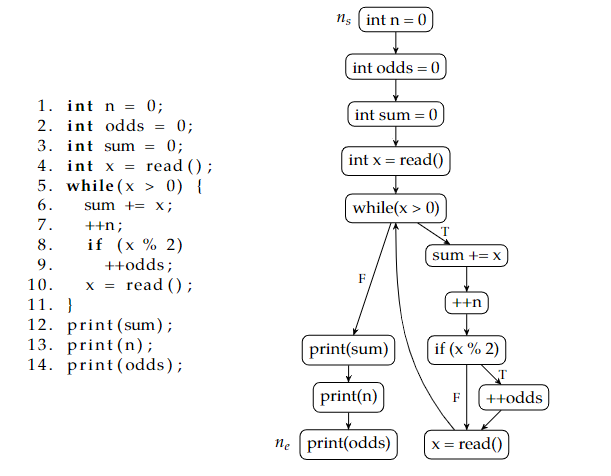 1. int n = 0;
2. int odds = 0;
3. int sum = 0;
4. int x = read();
5. while(x > 0) {
6. sum += x;
7. ++n;
8. if (x % 2)
9. ++odds;
10. x = read();
11. }
12. print(sum);
13. print(n);
14. print(odds);
n_s int n = 0
int odds = 0
int sum = 0
int x = read()
while(x > 0)
T
sum += x
F
++n
print(sum) if (x % 2)
T
print(n) F ++odds
n_e print(odds) x = read()